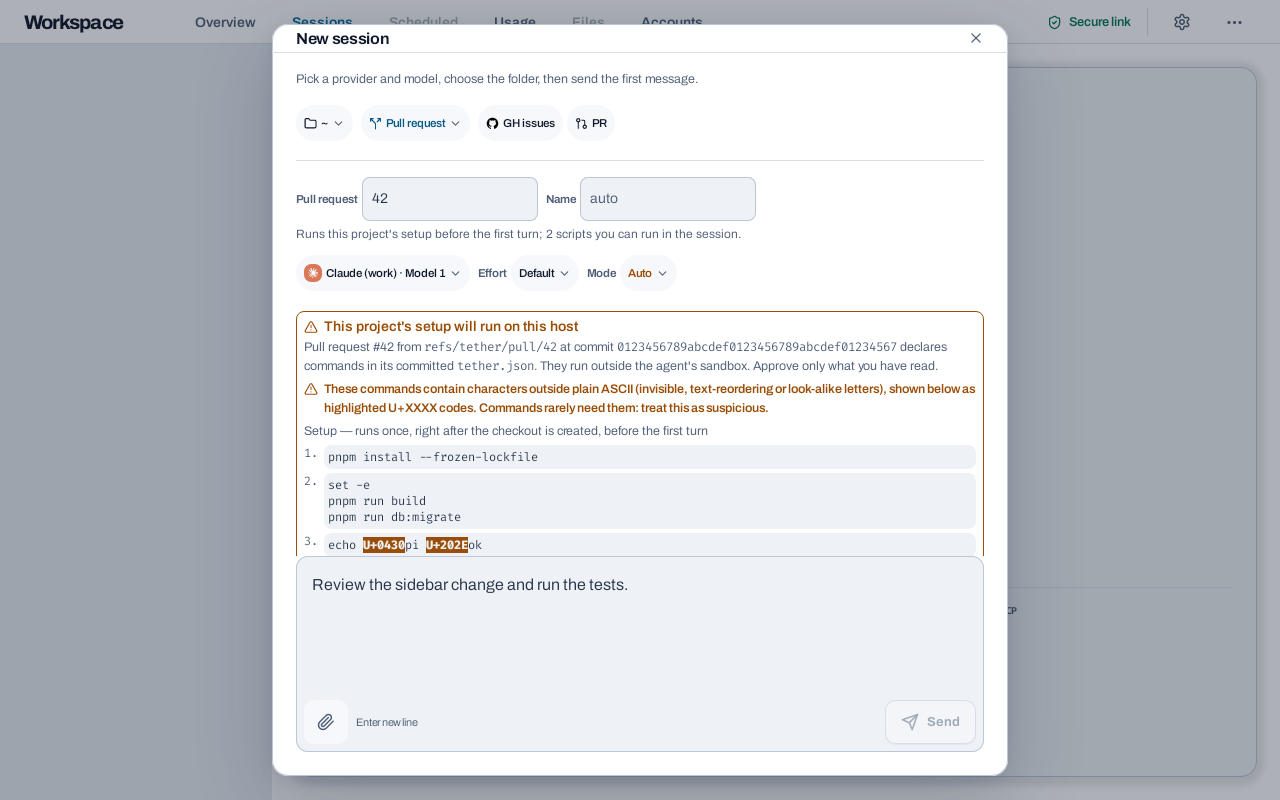 Workspace
Overview
Sessions
Scheduled
Usage
Files
Accounts
Secure link
New session
Pick a provider and model, choose the folder, then send the first message.
~
Pull request
GH issues
PR
Pull request
42
Name
auto
Runs this project's setup before the first turn; 2 scripts you can run in the session.
Claude (work) · Model 1
Effort
Default
Mode
Auto
This project's setup will run on this host
Pull request #42 from refs/tether/pull/42 at commit 0123456789abcdef0123456789abcdef01234567 declares
commands in its committed tether.json. They run outside the agent's sandbox. Approve only what you have read.
These commands contain characters outside plain ASCII (invisible, text-reordering or look-alike letters), shown below as
highlighted U+XXXX codes. Commands rarely need them: treat this as suspicious.
Setup — runs once, right after the checkout is created, before the first turn
1. pnpm install --frozen-lockfile
2. set -e
pnpm run build
pnpm run db:migrate
3. echo U+0430pi U+202Eok
Review the sidebar change and run the tests.
Enter new line
Send